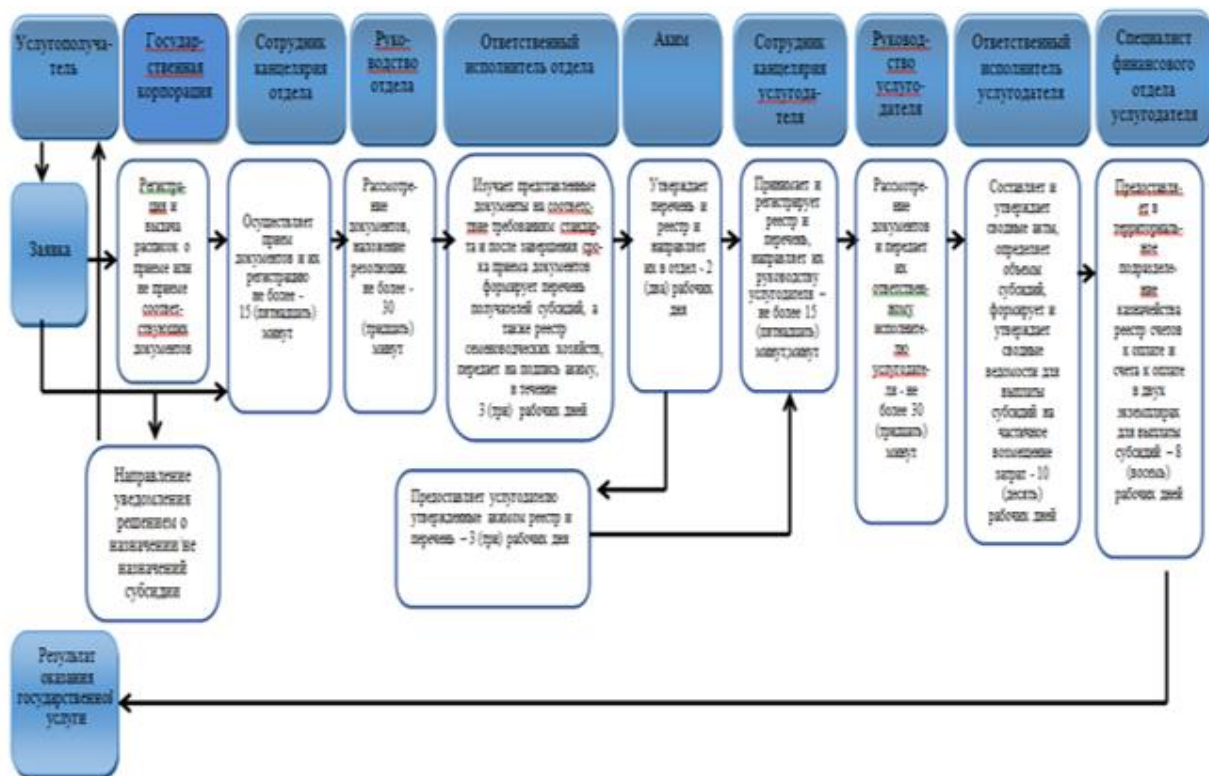 Услугополуча-
тель
Государ-
ственная
корпорация
Сотрудник
канцелярия
отдела
Руко-
водство
отдела
Ответственный
исполнитель отдела
Аким
Сотрудник
канцелярия
услугода-
теля
Руковод-
ство
услуго-
дателя
Ответственный
исполнитель
услугодателя
Специалист
финансового
отдела
услугодателя
Заявка
Регистра-
ция и
выдача
расписок о
приеме или
не приеме
соответ-
ствующих
документов
Осуществляет
прием
документов и их
регистрацию
не более -
15 (пятнадцать)
минут
Рассмотре-
ние
документов,
наложение
резолюции
не более -
30
(тридцать)
минут
Изучает представленные
документы на соответс-
твие требованиям стандар-
та и после завершения сро-
ка приема документов
формирует перечень
получателей субсидий, а
также реестр
семеноводческих хозяйств,
передает на подпись акиму,
в течение
3 (три) рабочих дней
Утверждает
перечень и
реестр и
направляет
их в отдел - 2
(два) рабочих
дня
Принимает и
регистрирует
реестр и
перечень,
направляет их
руководству
услугодателя –
не более 15
(пятнадцать)
минут;минут
Рассмотре-
ние
документов
и передает
их
ответствен-
ному
исполните-
лю
услугодате-
ля - не
более 30
(тридцать)
минут
Составляет и
утверждает
сводные акты,
определяет
объемы
субсидий,
формирует и
утверждает
сводные
ведомости для
выплаты
субсидий на
частичное
возмещение
затрат - 10
(десять)
рабочих дней
Предоставля-
ет в
территориаль-
ное
подразделе-
ние
казначейства
реестр счетов
к оплате и
счета к оплате
в двух
экземплярах
для выплаты
субсидий – 8
(восемь)
рабочих дней
Направление
уведомления
решением о
назначении/не
назначений
субсидии
Предоставляет услугодателю
утвержденные акимом реестр и
перечень – 3 (три) рабочих дня
Результат
оказания
государственной
услуги